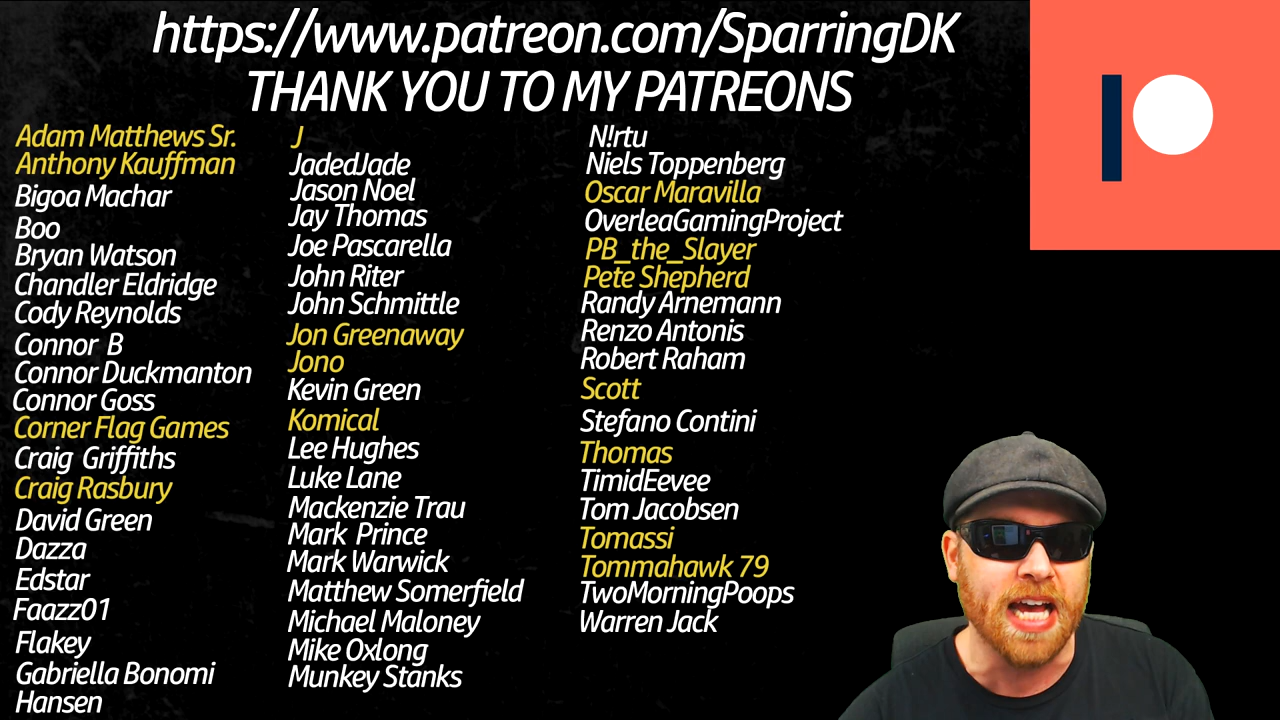 https://www.patreon.com/SparringDK
THANK YOU TO MY PATREONS
Adam Matthews Sr.
Anthony Kauffman
Bigoa Machar
Boo
Bryan Watson
Chandler Eldridge
Cody Reynolds
Connor B
Connor Duckmanton
Connor Goss
Corner Flag Games
Craig Griffiths
Craig Rasbury
David Green
Dazza
Edstar
Faazz01
Flakey
Gabriella Bonomi
Hansen
J
JadedJade
Jason Noel
Jay Thomas
Joe Pascarella
John Riter
John Schmittle
Jon Greenaway
Jono
Kevin Green
Komical
Lee Hughes
Luke Lane
Mackenzie Trau
Mark Prince
Mark Warwick
Matthew Somerfield
Michael Maloney
Mike Oxlong
Munkey Stanks
N!rtu
Niels Toppenberg
Oscar Maravilla
OverleaGamingProject
PB_the_Slayer
Pete Shepherd
Randy Arnemann
Renzo Antonis
Robert Raham
Scott
Stefano Contini
Thomas
TimidEevee
Tom Jacobsen
Tomassi
Tommahawk 79
TwoMorningPoops
Warren Jack